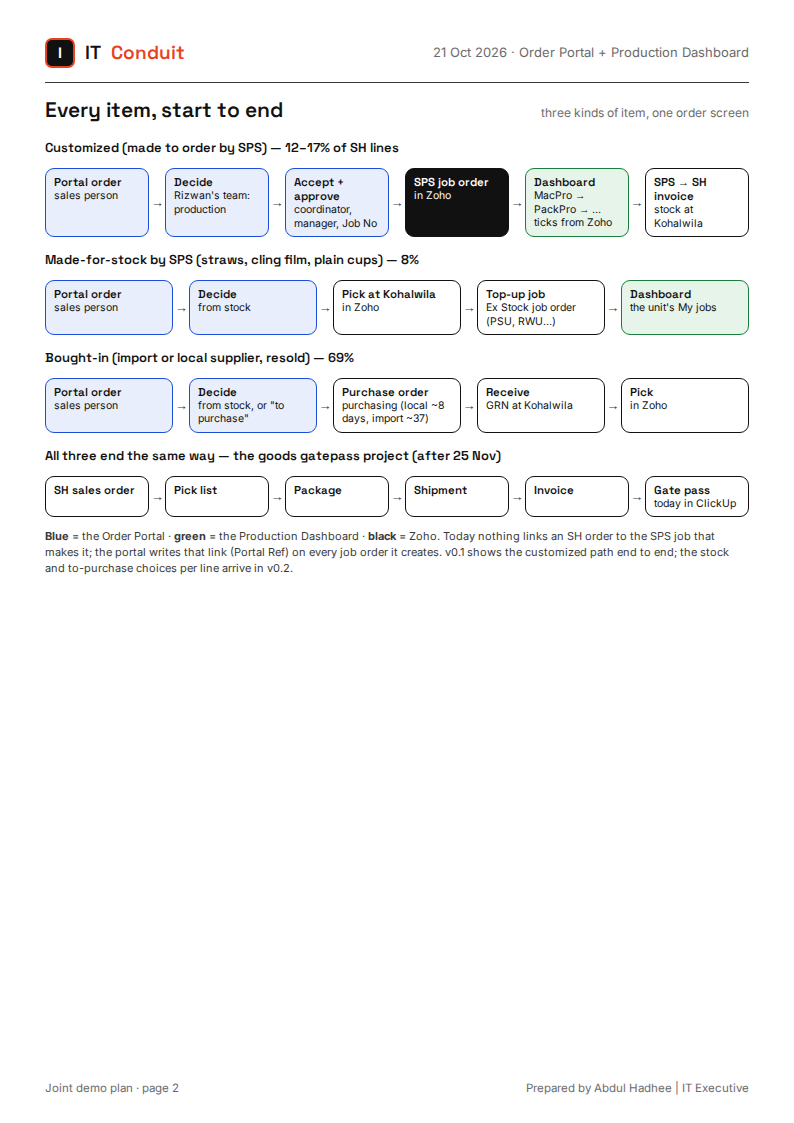 I IT Conduit
21 Oct 2026 · Order Portal + Production Dashboard
Every item, start to end
three kinds of item, one order screen
Customized (made to order by SPS) — 12–17% of SH lines
Portal order
sales person
→
Decide
Rizwan's team:
production
→
Accept +
approve
coordinator,
manager, Job No
→
SPS job order
in Zoho
→
Dashboard
MacPro →
PackPro → ...
ticks from Zoho
→
SPS → SH
invoice
stock at
Kohalwila
Made-for-stock by SPS (straws, cling film, plain cups) — 8%
Portal order
sales person
→
Decide
from stock
→
Pick at Kohalwila
in Zoho
→
Top-up job
Ex Stock job order
(PSU, RWU...)
→
Dashboard
the unit's My jobs
Bought-in (import or local supplier, resold) — 69%
Portal order
sales person
→
Decide
from stock, or "to
purchase"
→
Purchase order
purchasing (local ~8
days, import ~37)
→
Receive
GRN at Kohalwila
→
Pick
in Zoho
All three end the same way — the goods gatepass project (after 25 Nov)
SH sales order
→
Pick list
→
Package
→
Shipment
→
Invoice
→
Gate pass
today in ClickUp
Blue = the Order Portal · green = the Production Dashboard · black = Zoho. Today nothing links an SH order to the SPS job that
makes it; the portal writes that link (Portal Ref) on every job order it creates. v0.1 shows the customized path end to end; the stock
and to-purchase choices per line arrive in v0.2.
Joint demo plan · page 2
Prepared by Abdul Hadhee | IT Executive